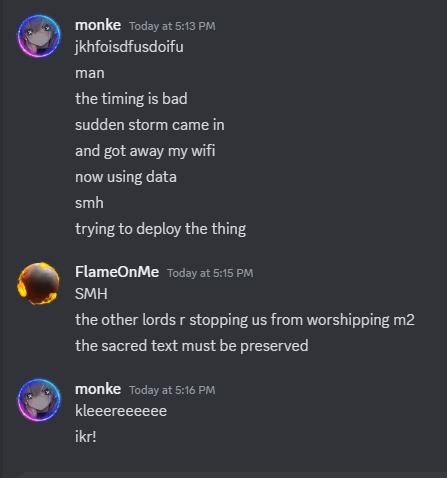 monke Today at 5:13 PM
jkhfoisdfusdoifu
man
the timing is bad
sudden storm came in
and got away my wifi
now using data
smh
trying to deploy the thing
FlameOnMe Today at 5:15 PM
SMH
the other lords r stopping us from worshipping m2
the sacred text must be preserved
monke Today at 5:16 PM
kleeereeeeee
ikr!